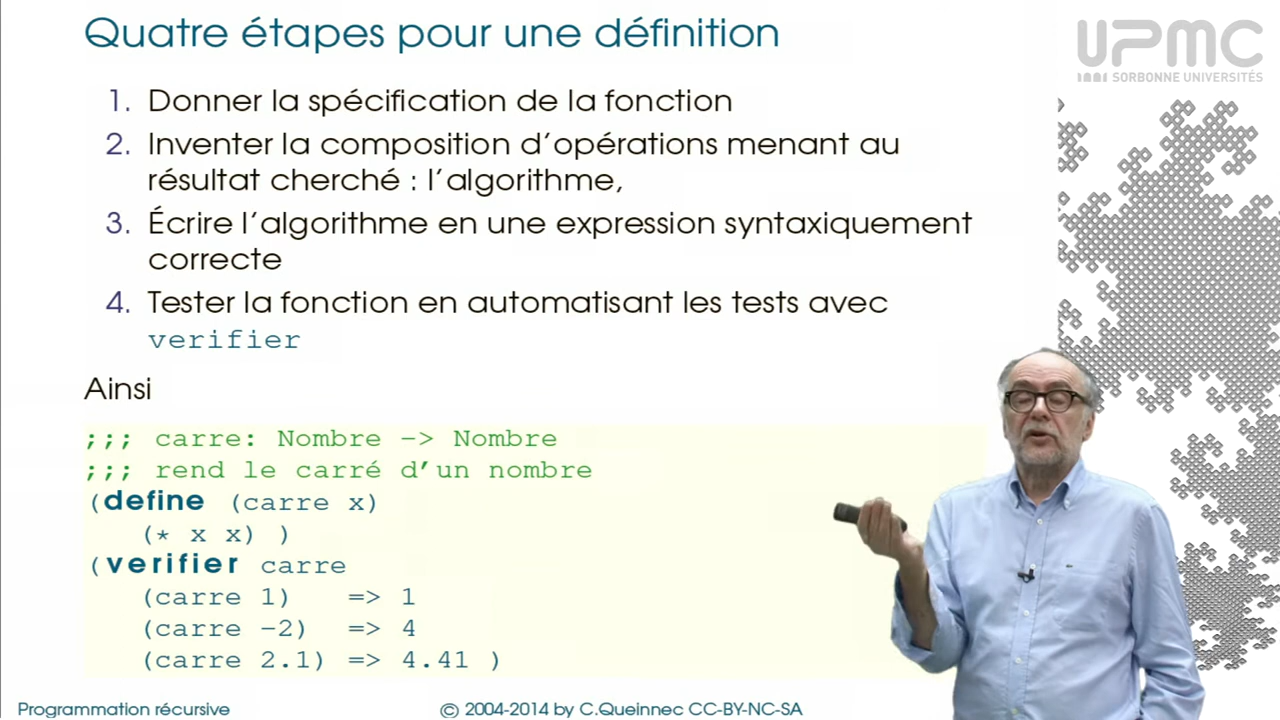 Quatre étapes pour une définition
UPMC
SORBONNE UNIVERSITÉS
1. Donner la spécification de la fonction
2. Inventer la composition d'opérations menant au
résultat cherché : l'algorithme,
3. Écrire l'algorithme en une expression syntaxiquement
correcte
4. Tester la fonction en automatisant les tests avec
verifier
Ainsi
;;; carre: Nombre -> Nombre
;;; rend le carré d'un nombre
(define (carre x)
(* x x) )
(verifier carre
(carre 1) => 1
(carre -2) => 4
(carre 2.1) => 4.41 )
Programmation récursive
© 2004-2014 by C.Queinnec CC-BY-NC-SA